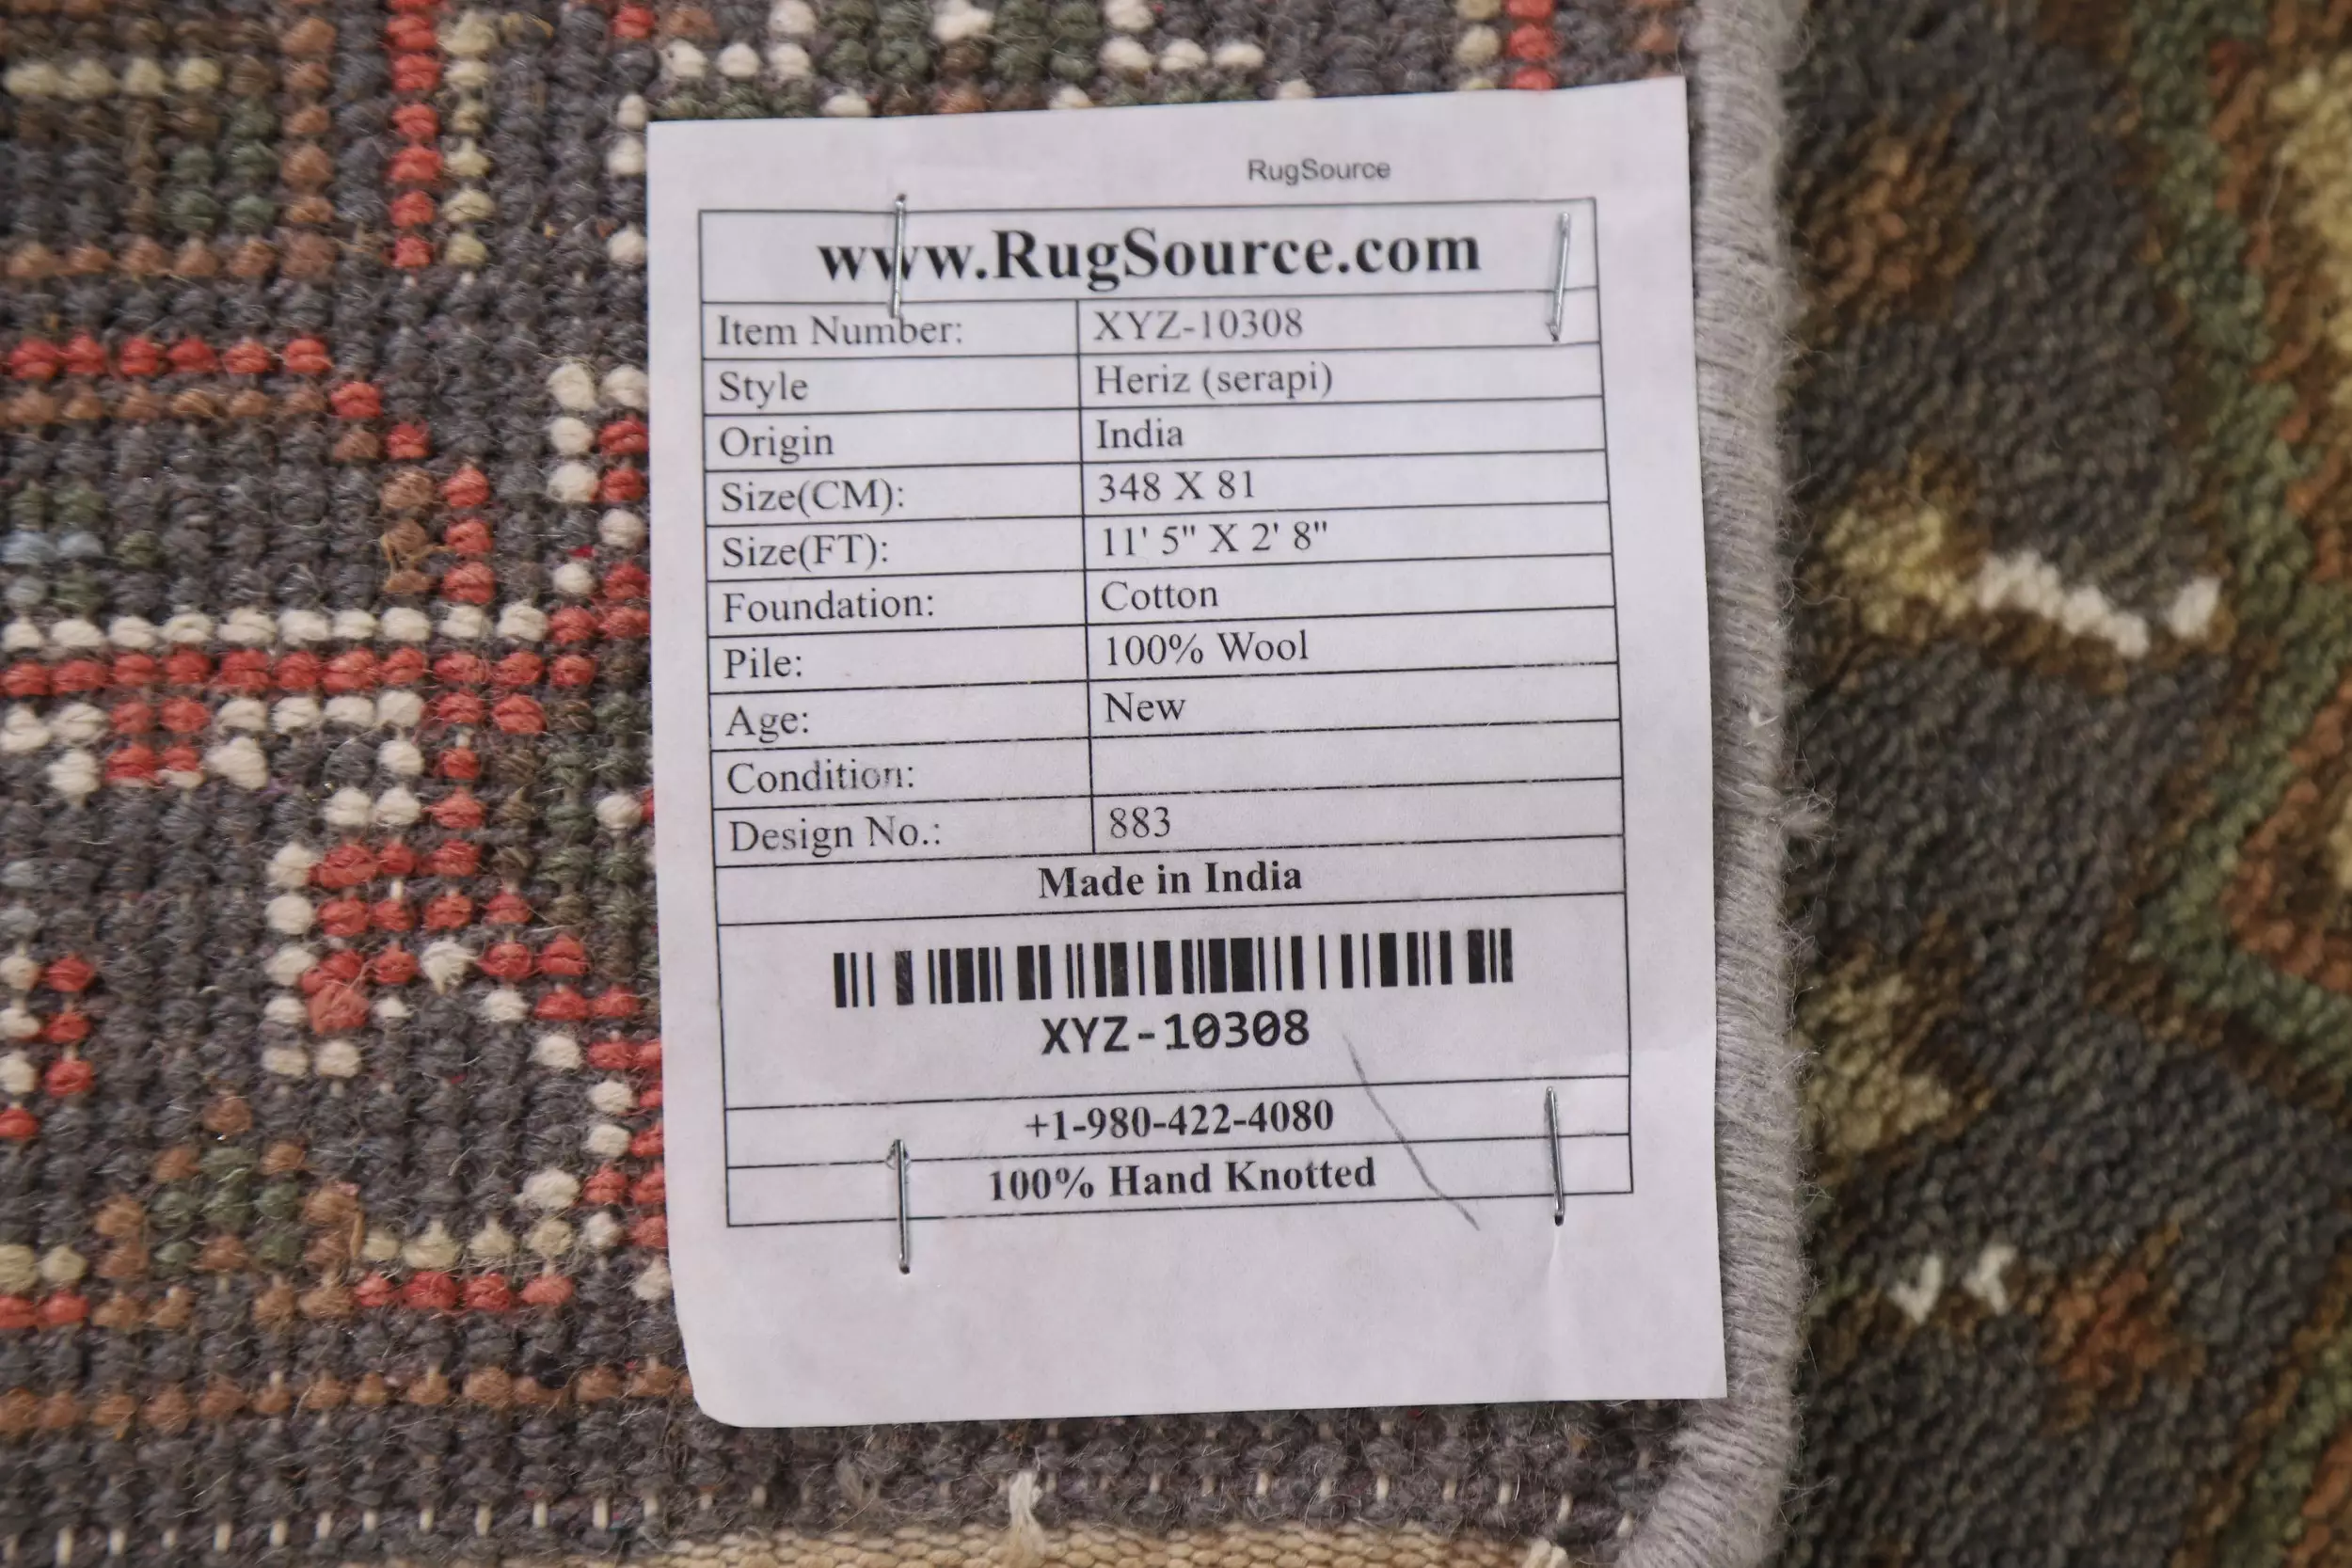 RugSource
www.RugSource.com
Item Number: XYZ-10308
Style Heriz (serapi)
Origin India
Size(CM): 348 X 81
Size(FT): 11' 5" X 2' 8"
Foundation: Cotton
Pile: 100% Wool
Age: New
Condition:
Design No.: 883
Made in India
XYZ-10308
+1-980-422-4080
100% Hand Knotted